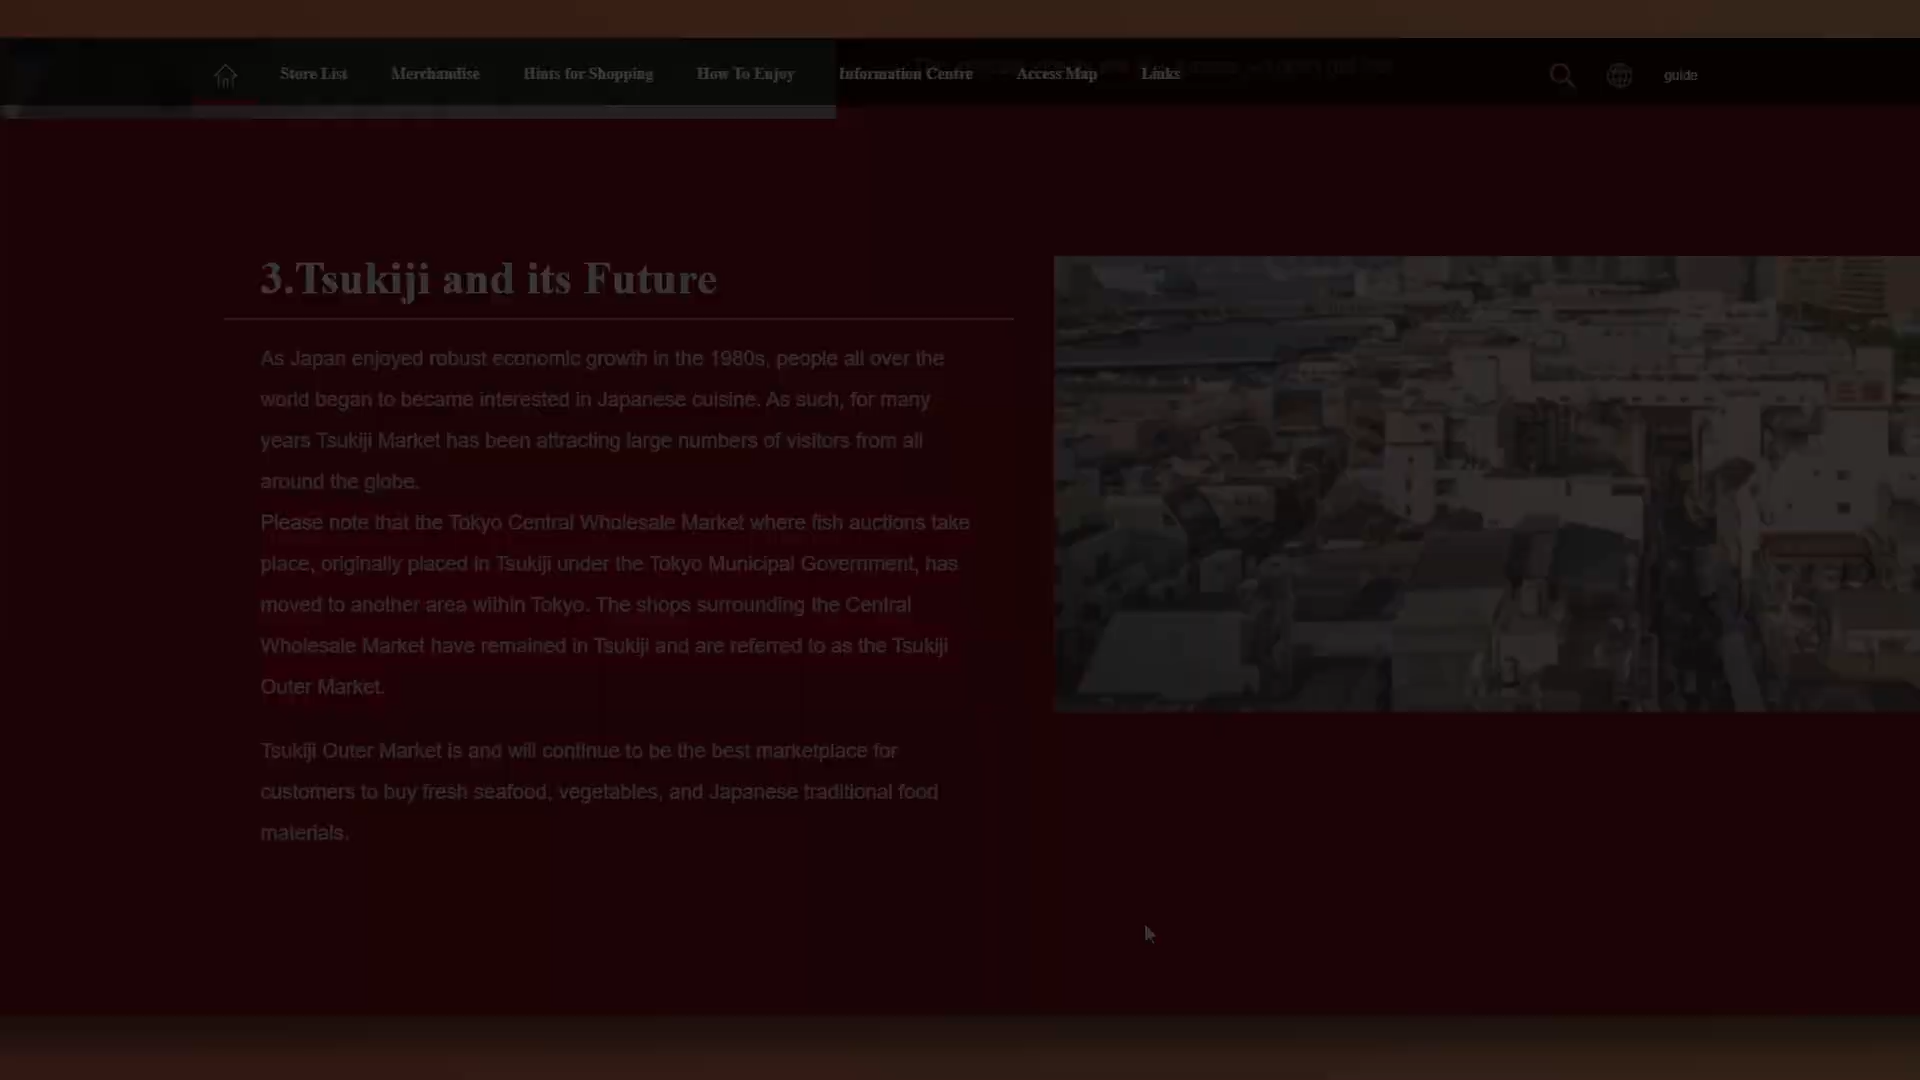 Store List Merchandise Hints for Shopping How To Enjoy Information Centre Access Map Links guide
3.Tsukiji and its Future
As Japan enjoyed robust economic growth in the 1980s, people all over the
world began to became interested in Japanese cuisine. As such, for many
years Tsukiji Market has been attracting large numbers of visitors from all
around the globe.
Please note that the Tokyo Central Wholesale Market where fish auctions take
place, originally placed in Tsukiji under the Tokyo Municipal Government, has
moved to another area within Tokyo. The shops surrounding the Central
Wholesale Market have remained in Tsukiji and are referred to as the Tsukiji
Outer Market.
Tsukiji Outer Market is and will continue to be the best marketplace for
customers to buy fresh seafood, vegetables, and Japanese traditional food
materials.